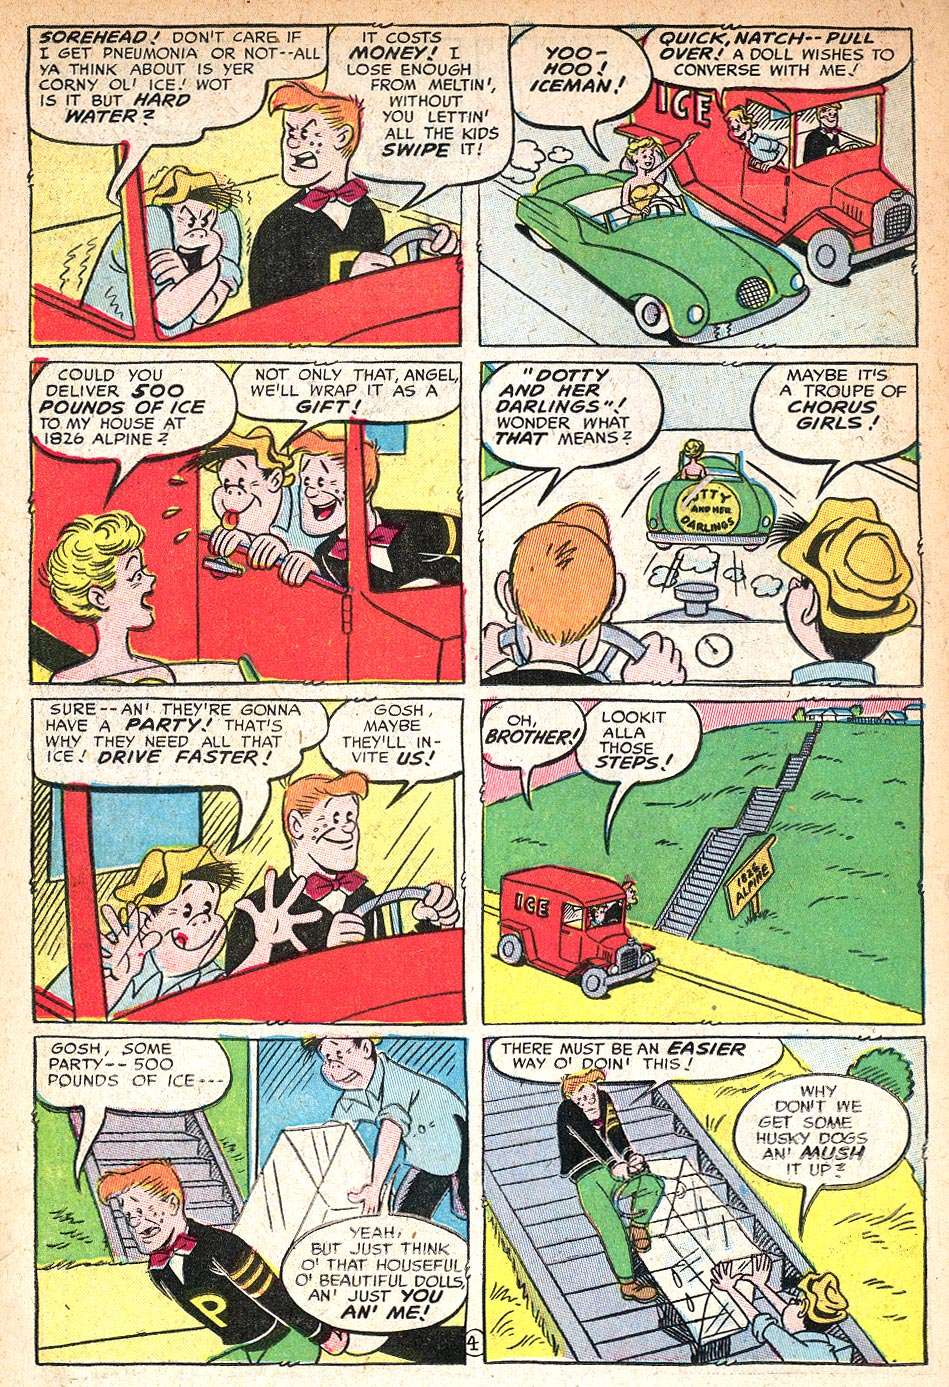 SOREHEAD! DON'T CARE IF
I GET PNEUMONIA OR NOT--ALL
YA THINK ABOUT IS YER
CORNY OL' ICE! WOT
IS IT BUT HARD
WATER?
IT COSTS
MONEY! I
LOSE ENOUGH
FROM MELTIN',
WITHOUT
YOU LETTIN'
ALL THE KIDS
SWIPE IT!
P
YOO-
HOO!
ICEMAN!
QUICK, NATCH--PULL
OVER! A DOLL WISHES TO
CONVERSE WITH ME!
ICE
COULD YOU
DELIVER 500
POUNDS OF ICE
TO MY HOUSE AT
1826 ALPINE?
NOT ONLY THAT, ANGEL,
WE'LL WRAP IT AS A
GIFT!
"DOTTY
AND HER
DARLINGS"!
WONDER WHAT
THAT MEANS?
MAYBE IT'S
A TROUPE OF
CHORUS
GIRLS!
OTTY
AND HER
DARLINGS
SURE--AN' THEY'RE GONNA
HAVE A PARTY! THAT'S
WHY THEY NEED ALL THAT
ICE! DRIVE FASTER!
GOSH,
MAYBE
THEY'LL IN-
VITE US!
OH,
BROTHER!
LOOKIT
ALLA
THOSE
STEPS!
1826
ALPINE
ICE
GOSH, SOME
PARTY--500
POUNDS OF ICE---
YEAH,
BUT JUST THINK
O' THAT HOUSEFUL
O' BEAUTIFUL DOLLS,
AN' JUST YOU
AN' ME!
P
4
THERE MUST BE AN EASIER
WAY O' DOIN' THIS!
WHY
DON'T WE
GET SOME
HUSKY DOGS
AN' MUSH
IT UP?